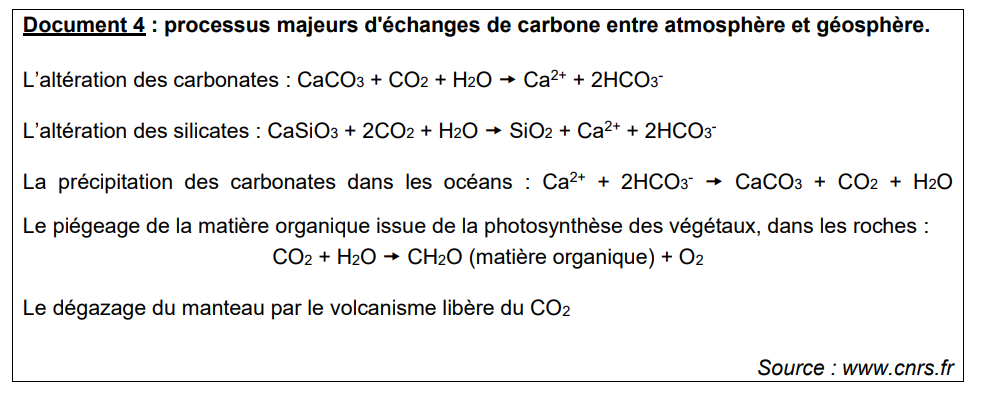 Document 4 : processus majeurs d'échanges de carbone entre atmosphère et géosphère.
L'altération des carbonates : CaCO3 + CO2 + H2O → Ca2+ + 2HCO3-
L'altération des silicates : CaSiO3 + 2CO2 + H2O → SiO2 + Ca2+ + 2HCO3-
La précipitation des carbonates dans les océans : Ca2+ + 2HCO3- → CaCO3 + CO2 + H2O
Le piégeage de la matière organique issue de la photosynthèse des végétaux, dans les roches :
CO2 + H2O → CH2O (matière organique) + O2
Le dégazage du manteau par le volcanisme libère du CO2
Source : www.cnrs.fr